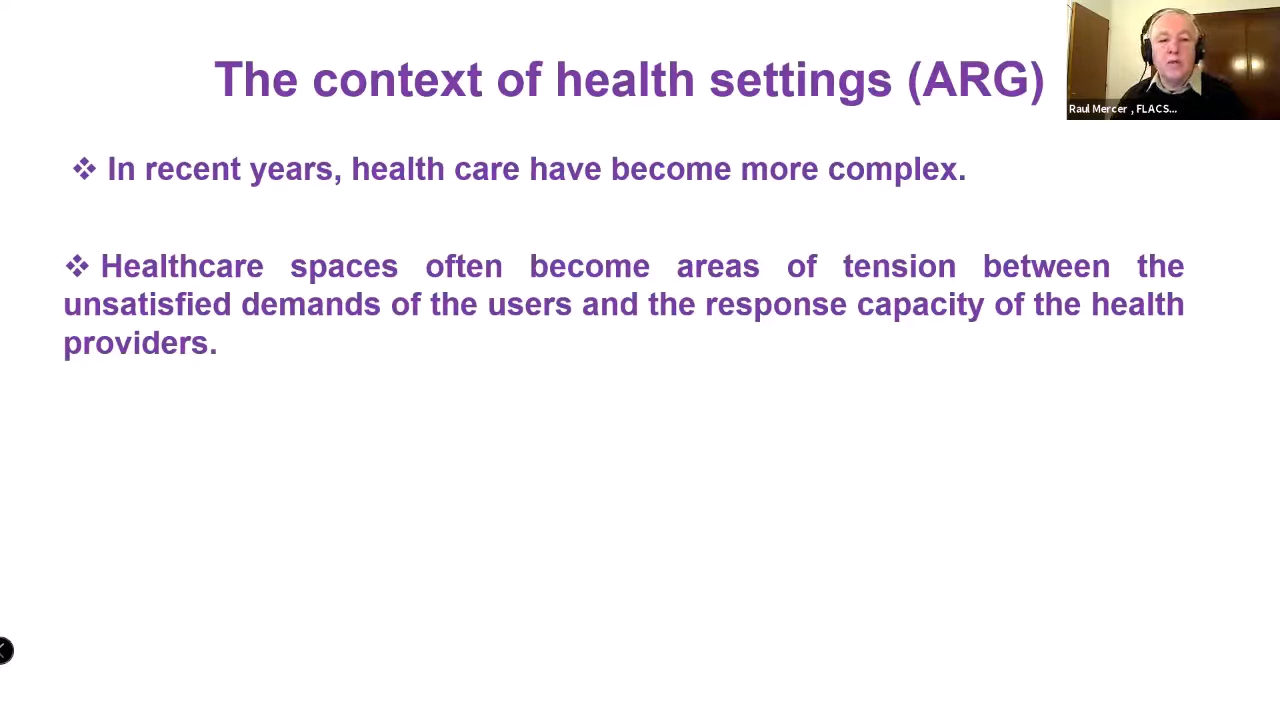 The context of health settings (ARG)
Raul Mercer , FLACS...
❖ In recent years, health care have become more complex.
❖ Healthcare spaces often become areas of tension between the
unsatisfied demands of the users and the response capacity of the health
providers.